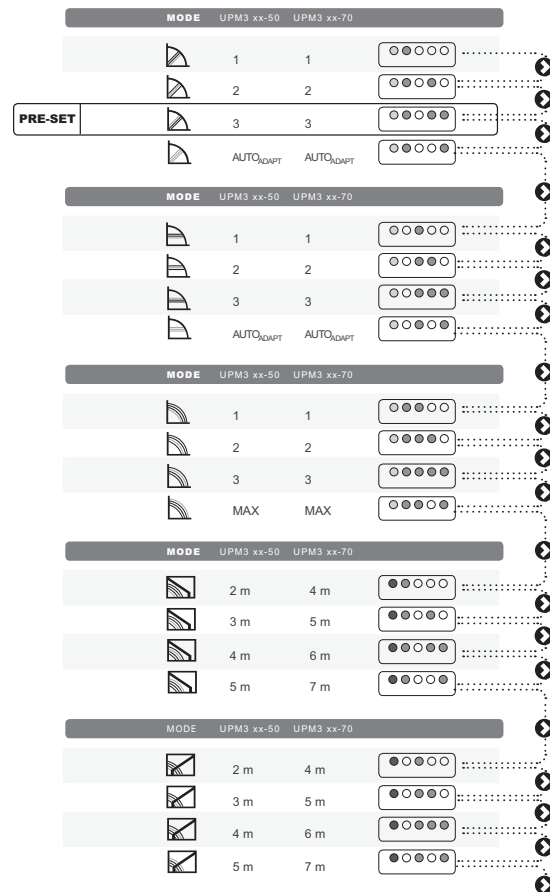 MODE UPM3 xx-50 UPM3 xx-70
1 1
2 2
PRE-SET 3 3
AUTOADAPT AUTOADAPT
MODE UPM3 xx-50 UPM3 xx-70
1 1
2 2
3 3
AUTOADAPT AUTOADAPT
MODE UPM3 xx-50 UPM3 xx-70
1 1
2 2
3 3
MAX MAX
MODE UPM3 xx-50 UPM3 xx-70
2 m 4 m
3 m 5 m
4 m 6 m
5 m 7 m
MODE UPM3 xx-50 UPM3 xx-70
2 m 4 m
3 m 5 m
4 m 6 m
5 m 7 m